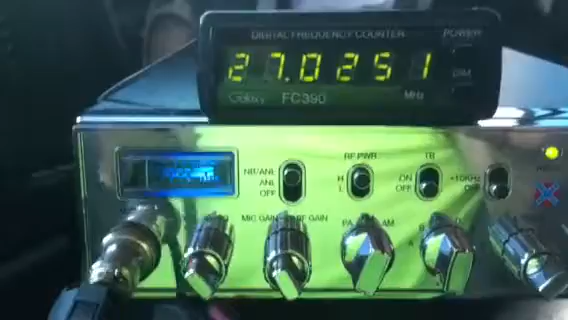 DIGITAL FREQUENCY COUNTER
POWER
27.0251
DIM
Galaxy FC390
MHz
RF PWR
TB
NB/ANL
ANL
OFF
H
L
ON
OFF
+10KHz
MIC GAIN
RF GAIN
PA
AM